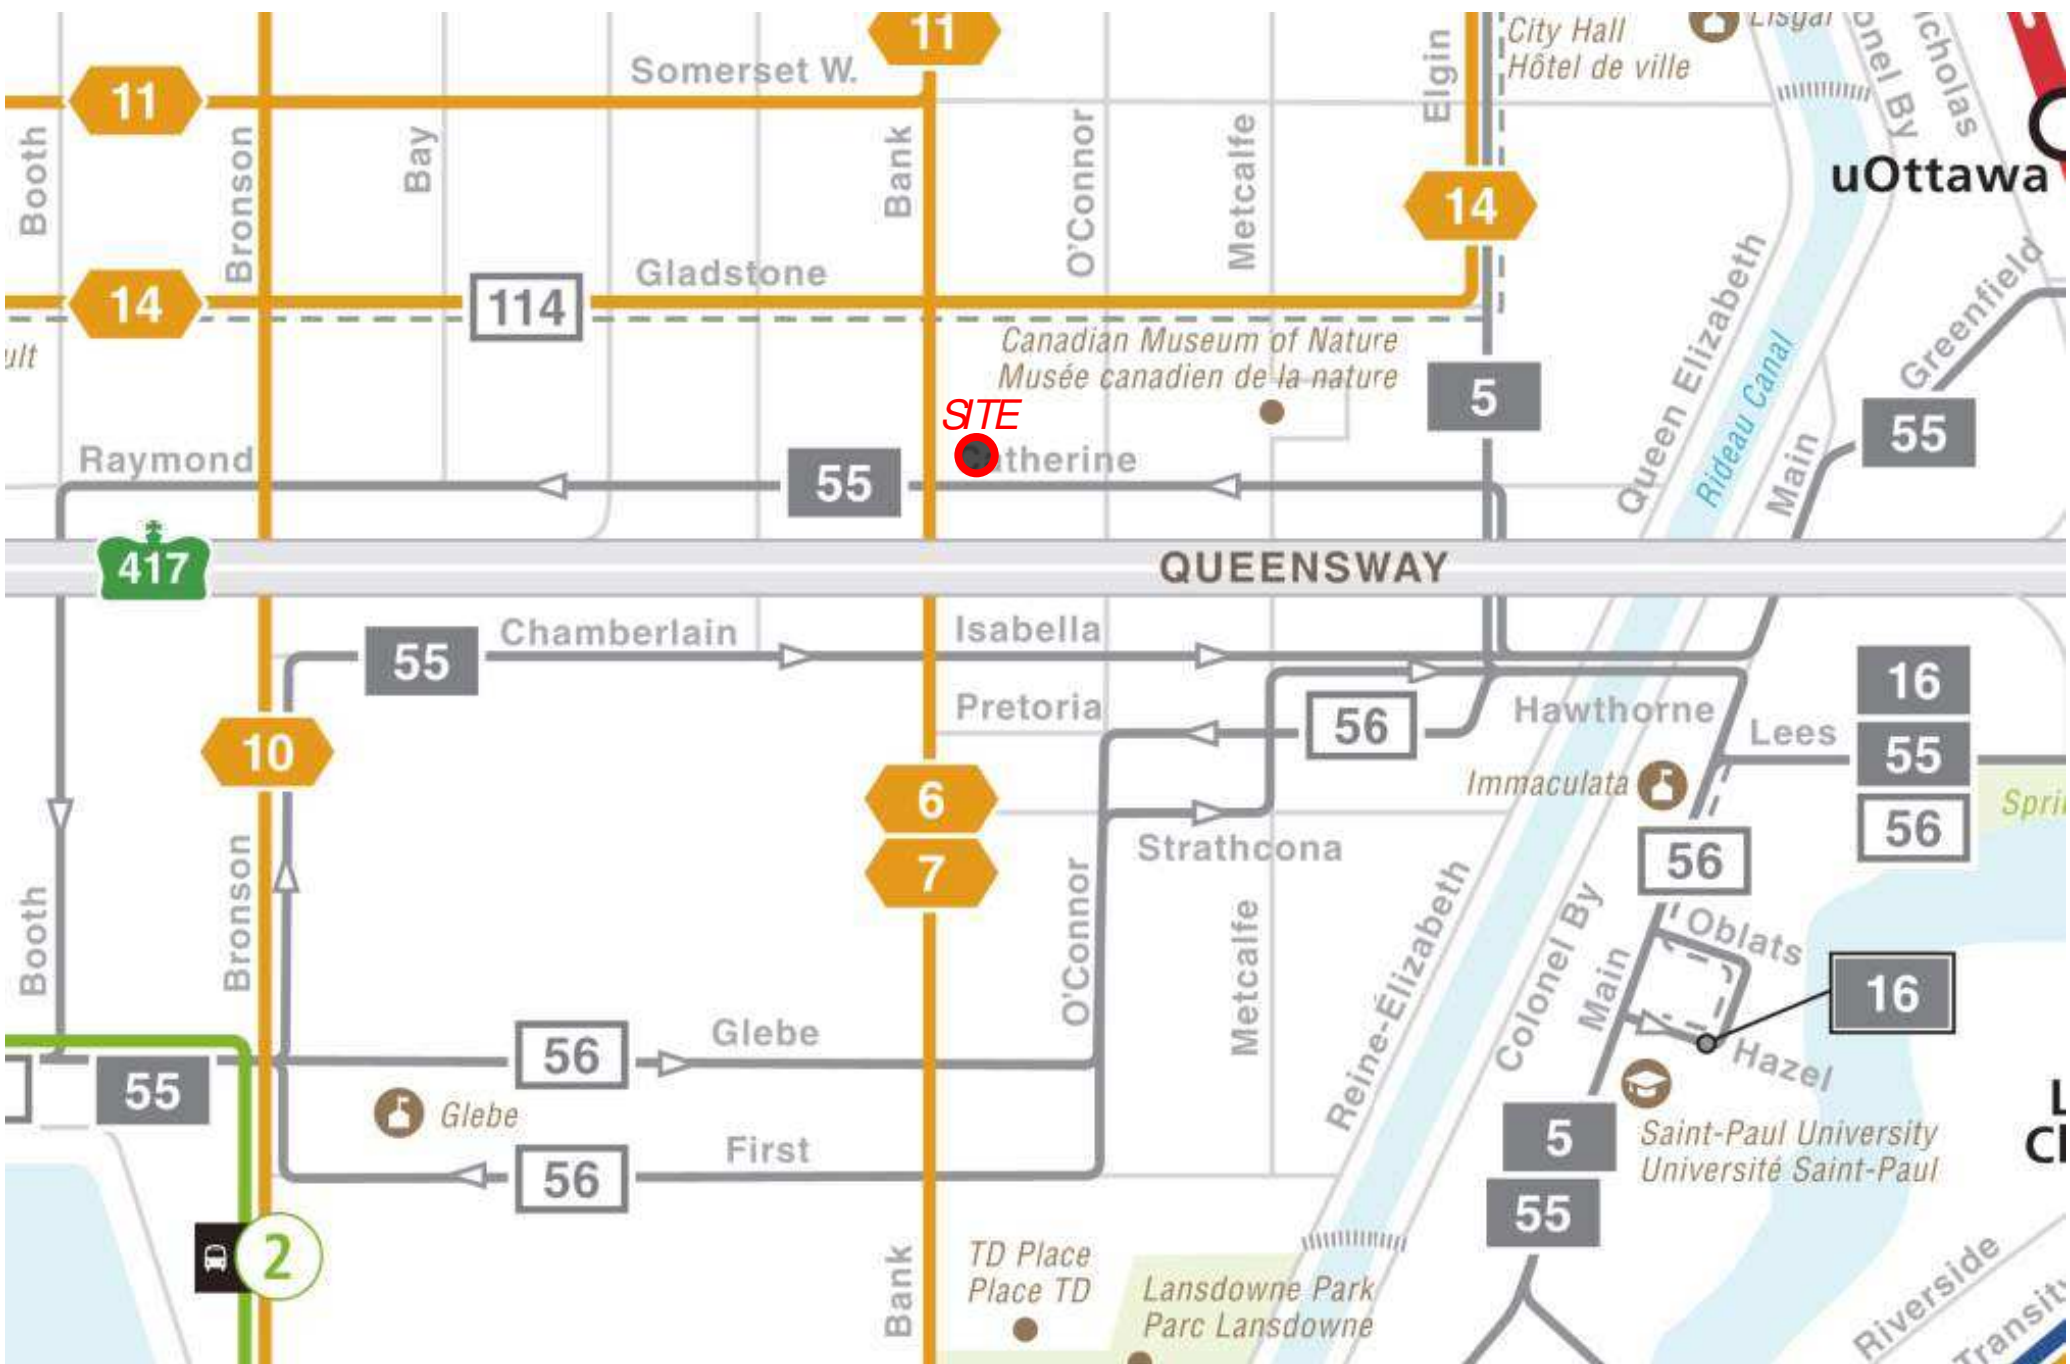 11
City Hall
Hôtel de ville
Lisgar
Somerset W.
11
Elgin
Booth
Bronson
Bay
Bank
O'Connor
Metcalfe
uOttawa
14
14
114
Gladstone
Queen Elizabeth
Greenfield
Canadian Museum of Nature
Musée canadien de la nature
5
Rideau Canal
55
Main
SITE
Raymond
55
Catherine
417
QUEENSWAY
Chamberlain
55
Isabella
Pretoria
56
Hawthorne
Lees
16
55
56
10
6
7
Immaculata
Strathcona
56
Booth
Bronson
O'Connor
Metcalfe
Reine-Élizabeth
Colonel By
Main
Oblats
16
Hazel
56
Glebe
55
Glebe
First
56
5
Saint-Paul University
Université Saint-Paul
55
2
Bank
TD Place
Place TD
Lansdowne Park
Parc Lansdowne
Riverside